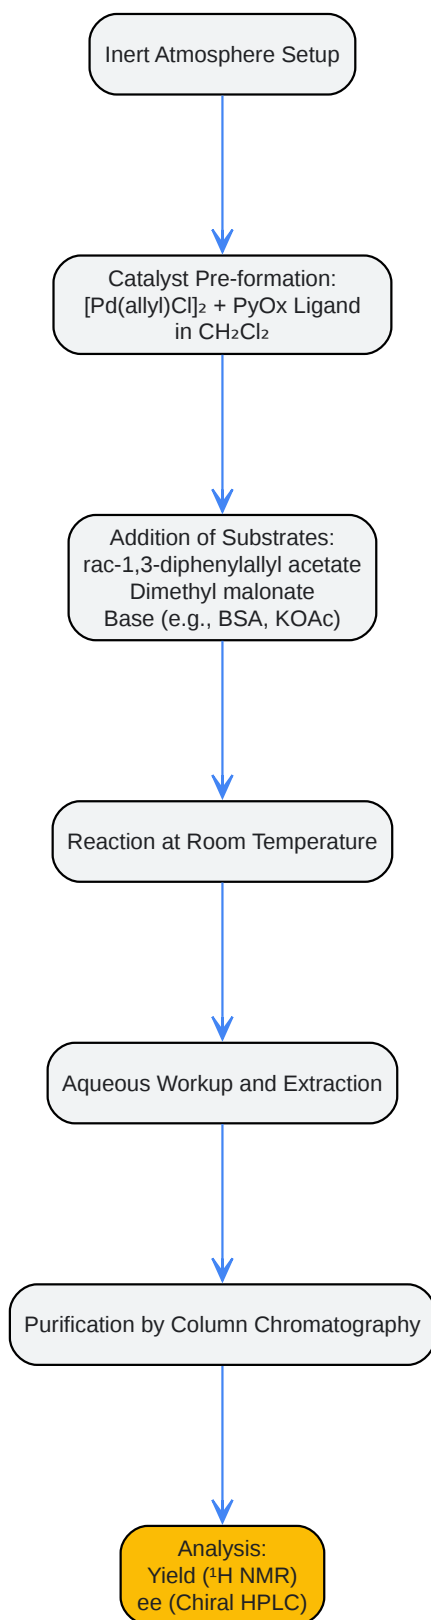 Inert Atmosphere Setup
Catalyst Pre-formation:
[Pd(allyl)Cl]₂ + PyOx Ligand
in CH₂Cl₂
Addition of Substrates:
rac-1,3-diphenylallyl acetate
Dimethyl malonate
Base (e.g., BSA, KOAc)
Reaction at Room Temperature
Aqueous Workup and Extraction
Purification by Column Chromatography
Analysis:
Yield (¹H NMR)
ee (Chiral HPLC)